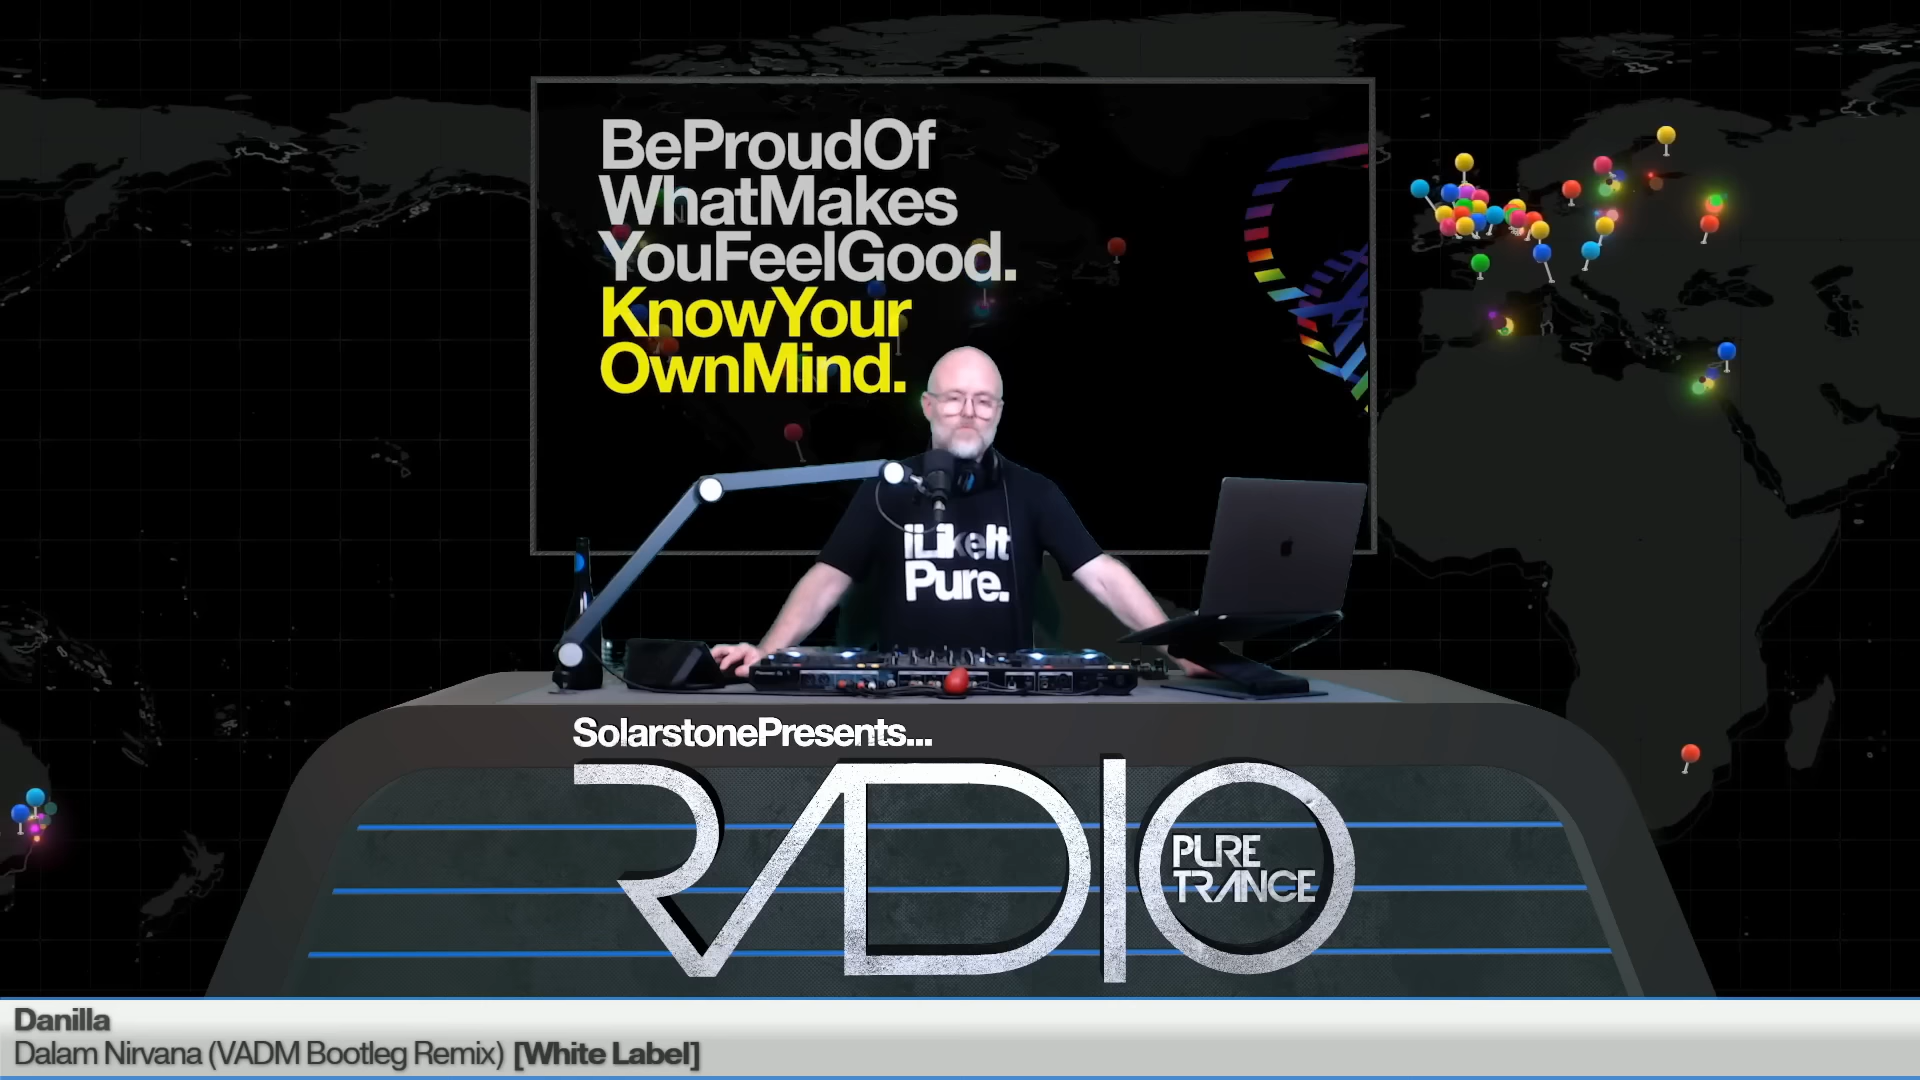 BeProudOf
WhatMakes
YouFeelGood.
KnowYour
OwnMind.
iLikeIt
Pure.
SolarstonePresents...
RADIO
PURE
TRANCE
Danilla
Dalam Nirvana (VADM Bootleg Remix) [White Label]